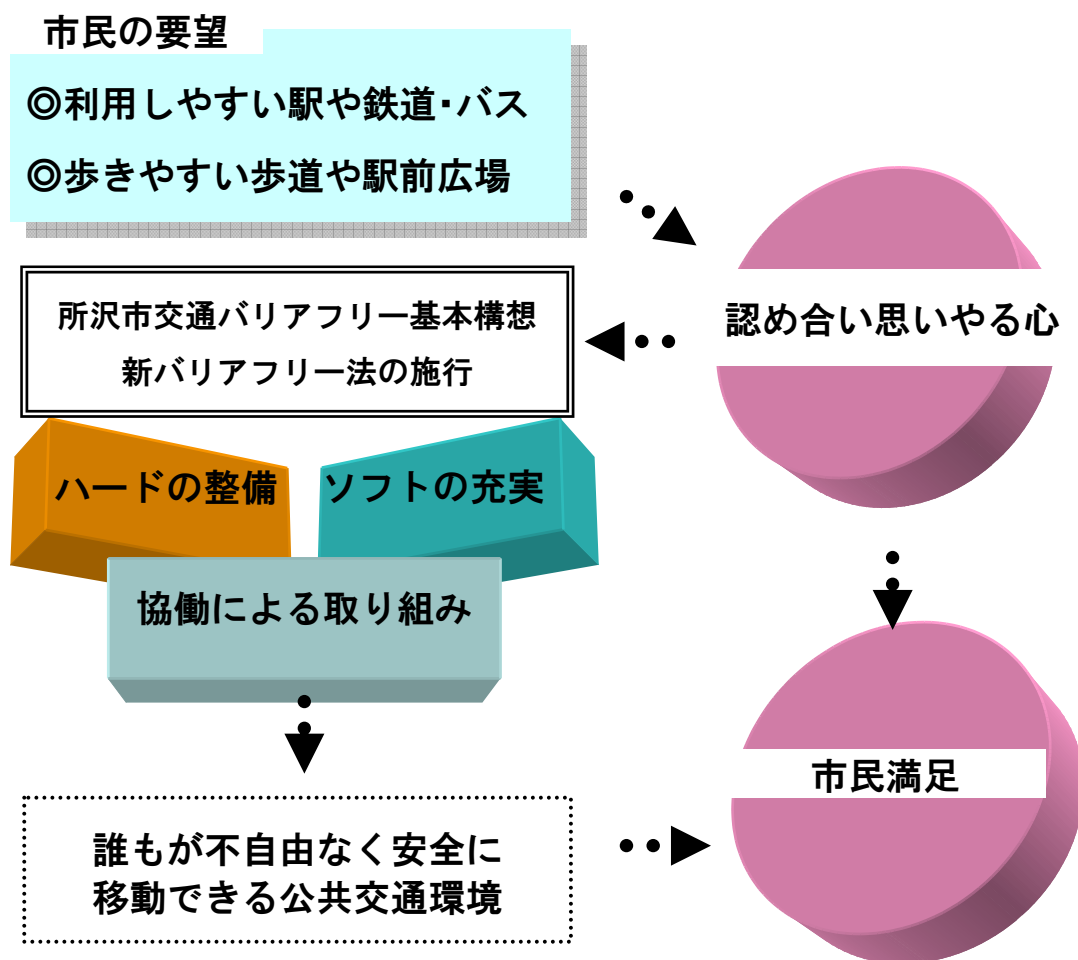 市民の要望
◎利用しやすい駅や鉄道・バス
◎歩きやすい歩道や駅前広場
認め合い思いやる心
所沢市交通バリアフリー基本構想
新バリアフリー法の施行
ハードの整備
ソフトの充実
協働による取り組み
誰もが不自由なく安全に
移動できる公共交通環境
市民満足